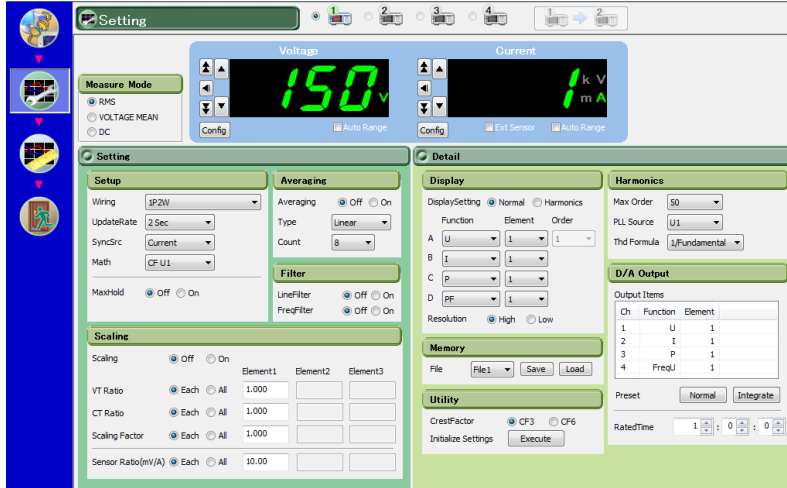 Setting
1
2
3
4
1
2
Measure Mode
RMS
VOLTAGE MEAN
DC
Voltage
150 V
Config
Auto Range
Current
1 k V
m A
Config
Ext Sensor
Auto Range
Setting
Setup
Wiring 1P2W
UpdateRate 2 Sec
SyncSrc Current
Math CF U1
MaxHold Off On
Averaging
Averaging Off On
Type Linear
Count 8
Filter
LineFilter Off On
FreqFilter Off On
Scaling
Scaling Off On
Element1 Element2 Element3
VT Ratio Each All 1.000
CT Ratio Each All 1.000
Scaling Factor Each All 1.000
Sensor Ratio(mV/A) Each All 10.00
Detail
Display
DisplaySetting Normal Harmonics
Function Element Order
A U 1 1
B I 1
C P 1
D PF 1
Resolution High Low
Memory
File File1 Save Load
Utility
CrestFactor CF3 CF6
Initialize Settings Execute
Harmonics
Max Order 50
PLL Source U1
Thd Formula 1/Fundamental
D/A Output
Output Items
Ch Function Element
1 U 1
2 I 1
3 P 1
4 FreqU 1
Preset Normal Integrate
RatedTime 1 : 0 : 0